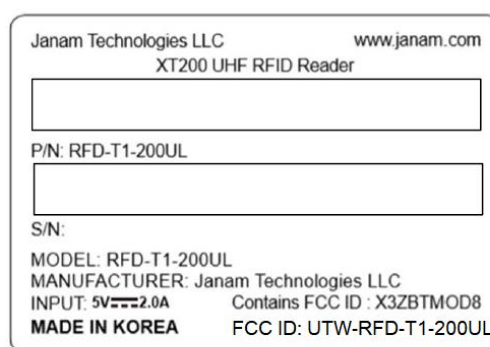 Janam Technologies LLC www.janam.com
XT200 UHF RFID Reader
P/N: RFD-T1-200UL
S/N:
MODEL: RFD-T1-200UL
MANUFACTURER: Janam Technologies LLC
INPUT: 5V⎓2.0A Contains FCC ID : X3ZBTMOD8
MADE IN KOREA FCC ID: UTW-RFD-T1-200UL